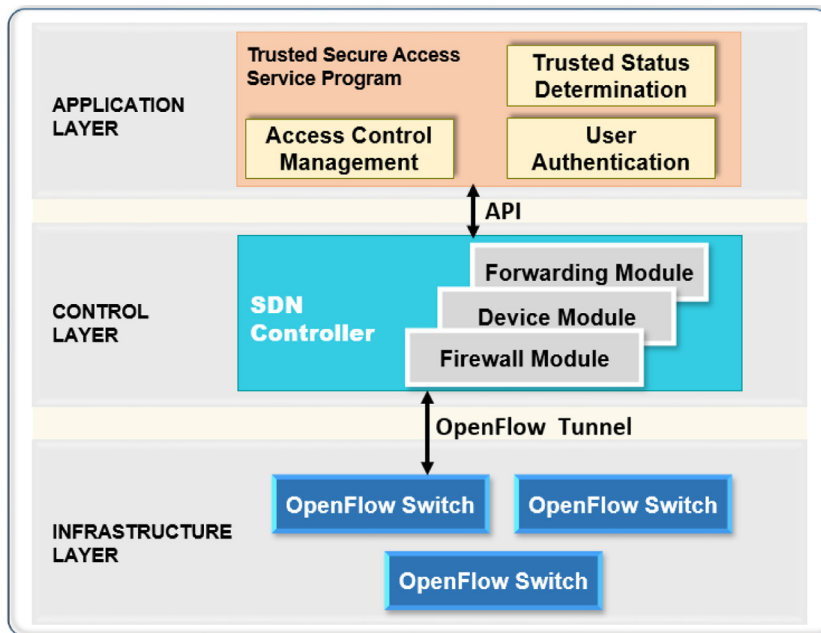 Trusted Secure Access
Service Program
Trusted Status
Determination
APPLICATION
LAYER
Access Control
Management
User
Authentication
API
Forwarding Module
SDN
Controller
Device Module
CONTROL
LAYER
Firewall Module
OpenFlow Tunnel
OpenFlow Switch
OpenFlow Switch
INFRASTRUCTURE
LAYER
OpenFlow Switch